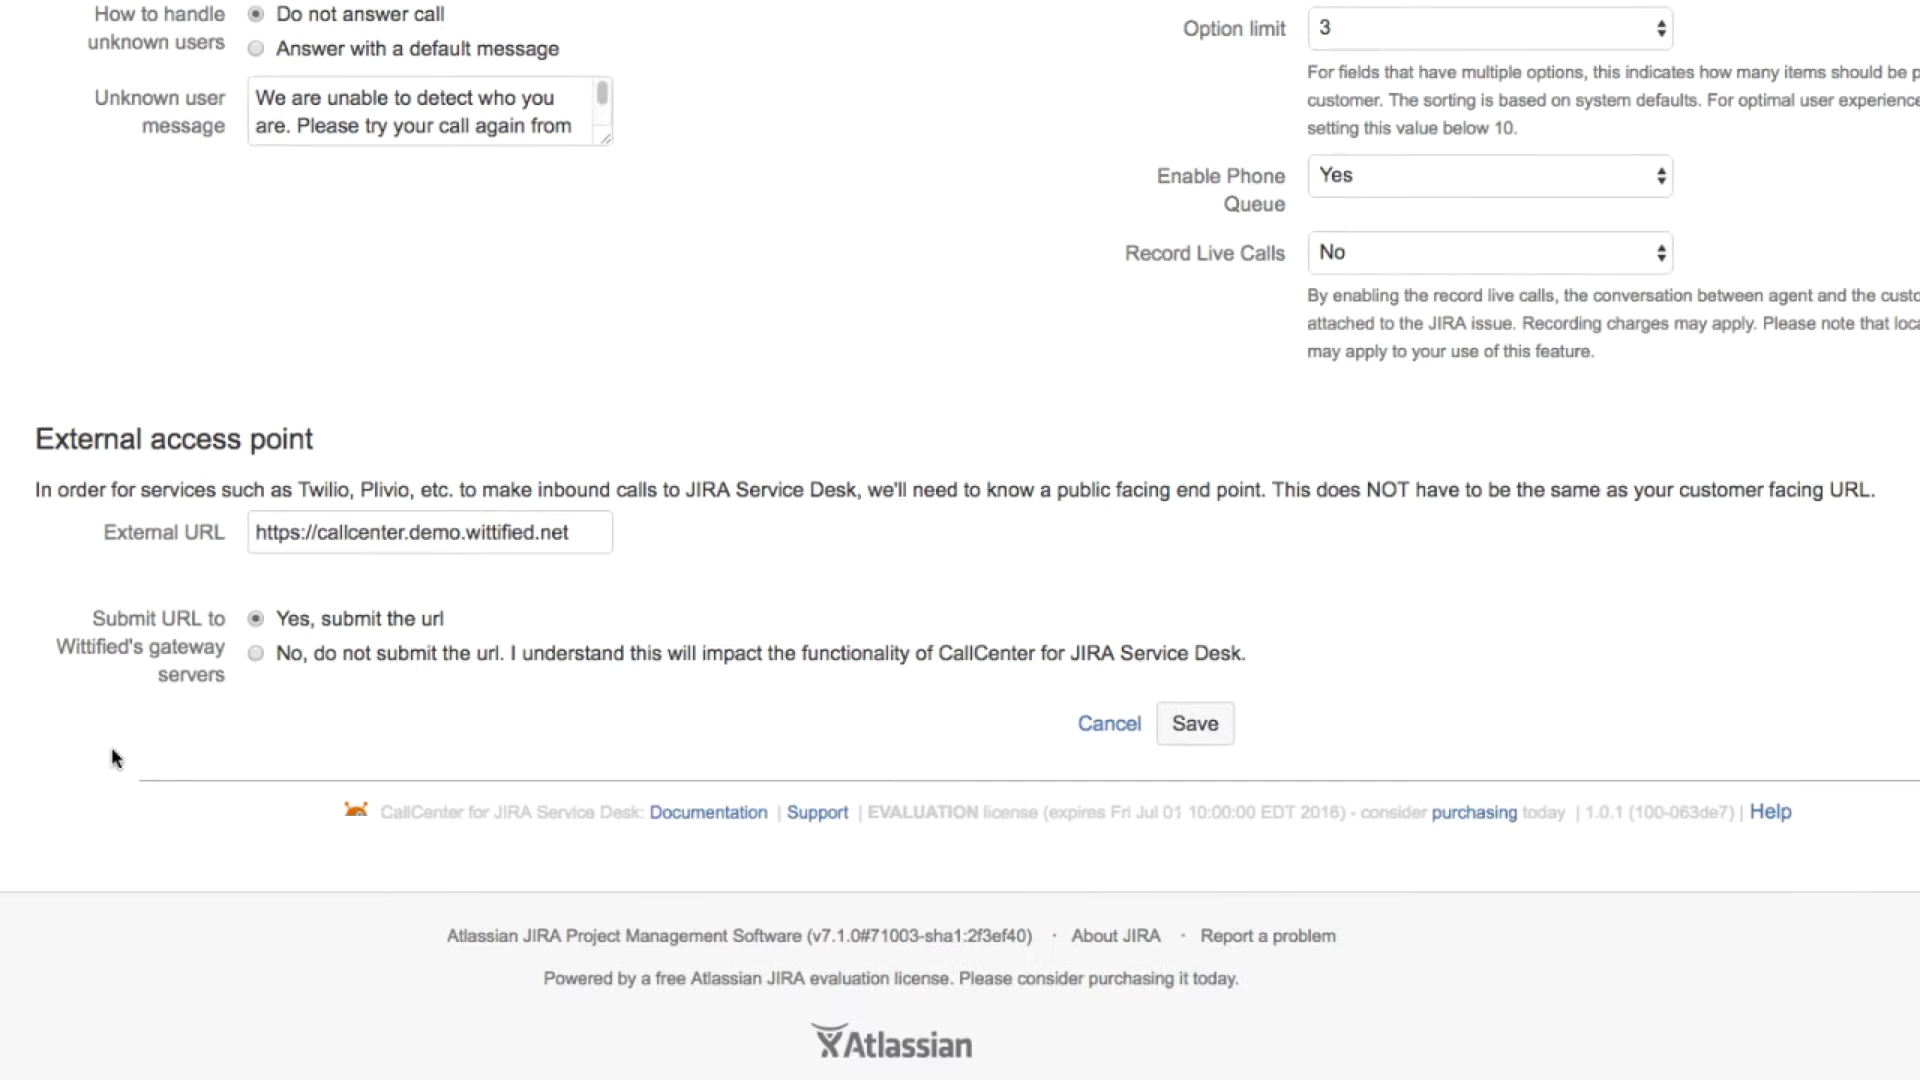 How to handle
unknown users
Do not answer call
Answer with a default message
Unknown user
message
We are unable to detect who you
are. Please try your call again from
Option limit
3
For fields that have multiple options, this indicates how many items should be p
customer. The sorting is based on system defaults. For optimal user experience
setting this value below 10.
Enable Phone
Queue
Yes
Record Live Calls
No
By enabling the record live calls, the conversation between agent and the custo
attached to the JIRA issue. Recording charges may apply. Please note that loca
may apply to your use of this feature.
External access point
In order for services such as Twilio, Plivio, etc. to make inbound calls to JIRA Service Desk, we'll need to know a public facing end point. This does NOT have to be the same as your customer facing URL.
External URL
https://callcenter.demo.wittified.net
Submit URL to
Wittified's gateway
servers
Yes, submit the url
No, do not submit the url. I understand this will impact the functionality of CallCenter for JIRA Service Desk.
Cancel Save
CallCenter for JIRA Service Desk: Documentation | Support | EVALUATION license (expires Fri Jul 01 10:00:00 EDT 2016) - consider purchasing today | 1.0.1 (100-063de7) | Help
Atlassian JIRA Project Management Software (v7.1.0#71003-sha1:2f3ef40) · About JIRA · Report a problem
Powered by a free Atlassian JIRA evaluation license. Please consider purchasing it today.
Atlassian